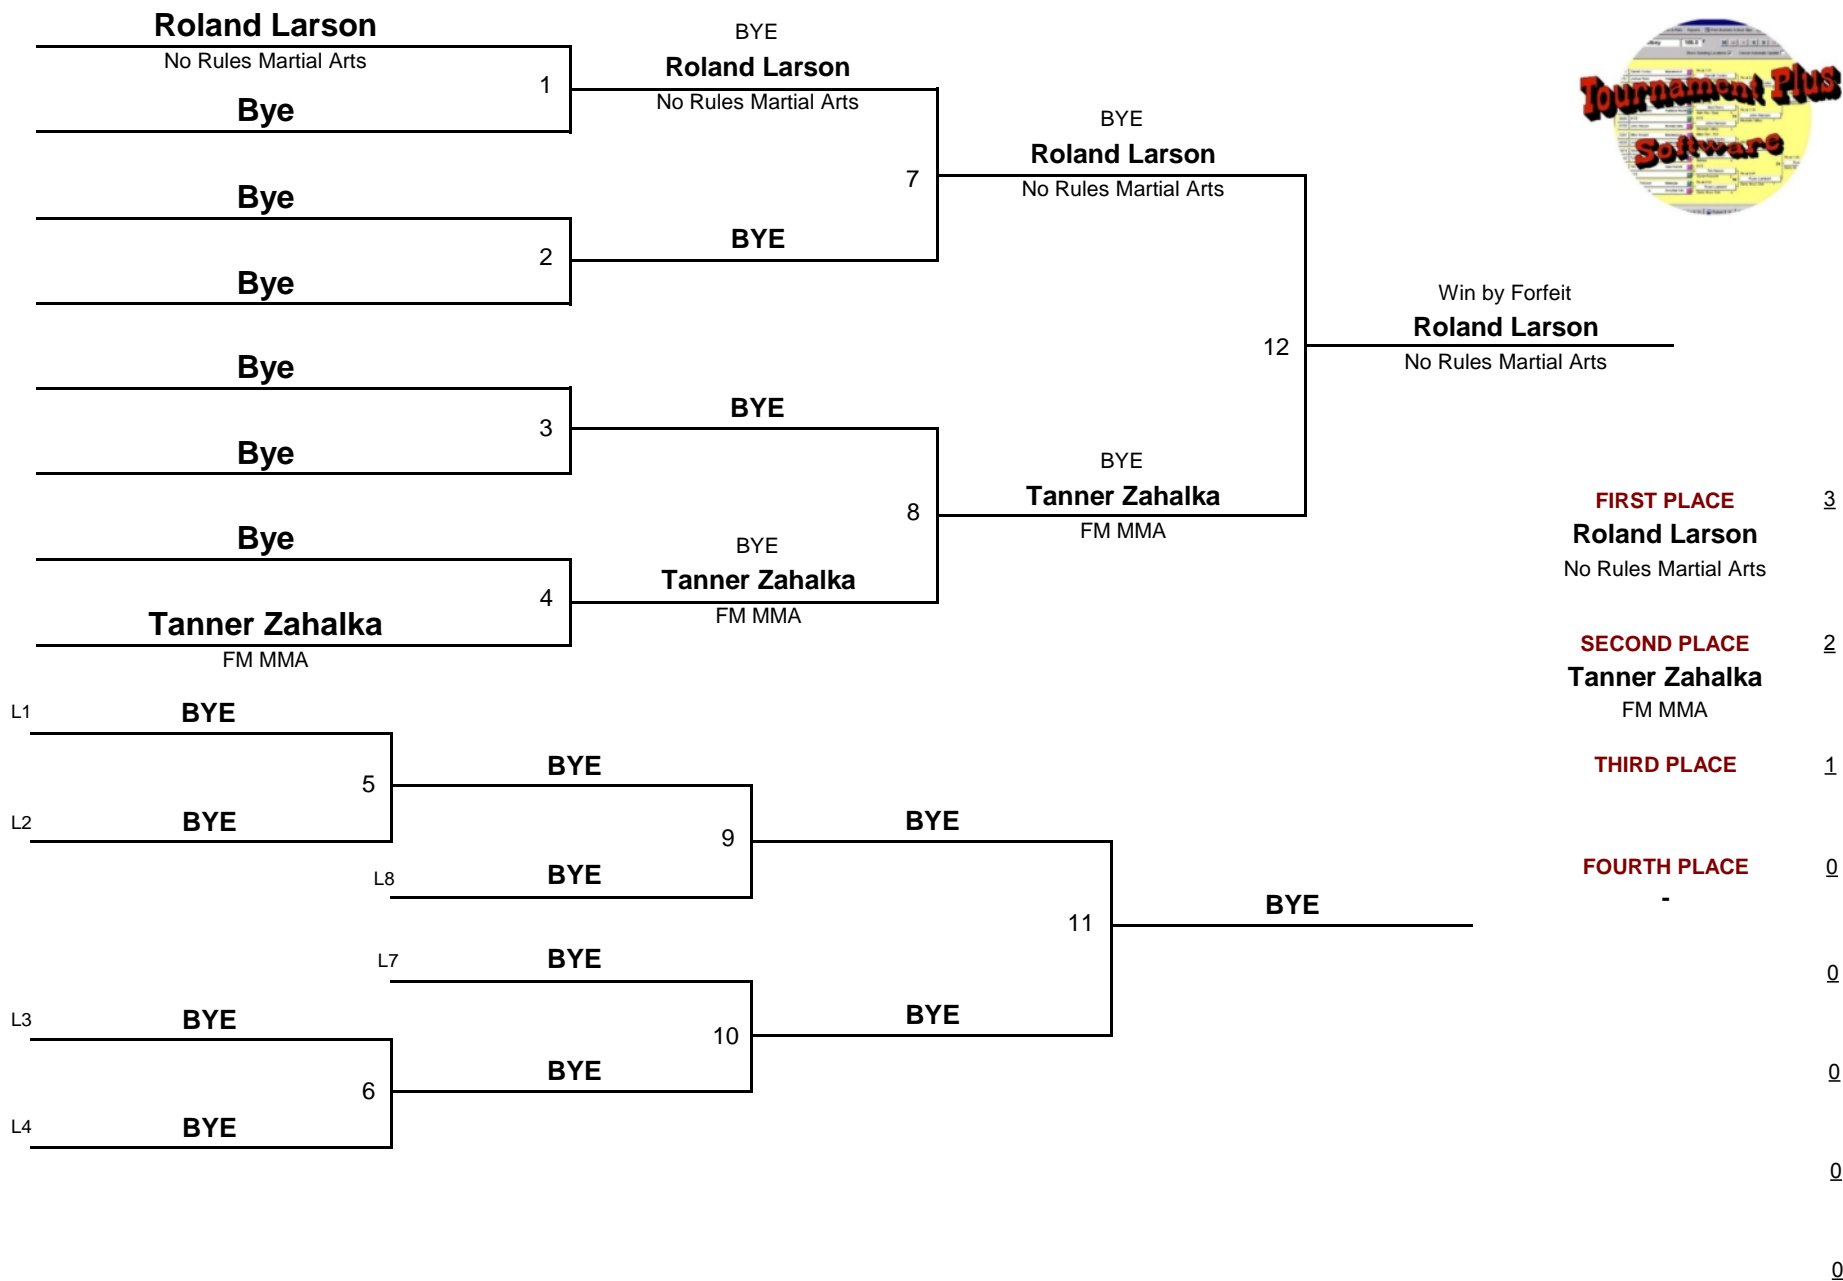 Roland Larson
No Rules Martial Arts
1
Bye
Bye
2
Bye
Bye
3
Bye
Bye
4
Tanner Zahalka
FM MMA
BYE
Roland Larson
No Rules Martial Arts
7
BYE
BYE
8
BYE
Tanner Zahalka
FM MMA
BYE
Roland Larson
No Rules Martial Arts
12
BYE
Tanner Zahalka
FM MMA
Win by Forfeit
Roland Larson
No Rules Martial Arts
Tournament Plus
Software
FIRST PLACE 3
Roland Larson
No Rules Martial Arts
SECOND PLACE 2
Tanner Zahalka
FM MMA
THIRD PLACE 1
FOURTH PLACE 0
-
0
0
0
0
L1 BYE
5
L2 BYE
BYE
9
L8 BYE
L7 BYE
10
BYE
L3 BYE
6
L4 BYE
BYE
11
BYE
BYE